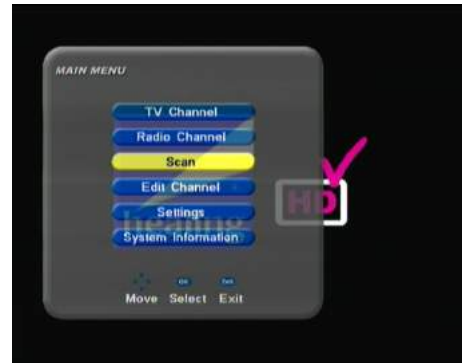 MAIN MENU
TV Channel
Radio Channel
Scan
Edit Channel
HD
Settings
System Information
Move Select Exit